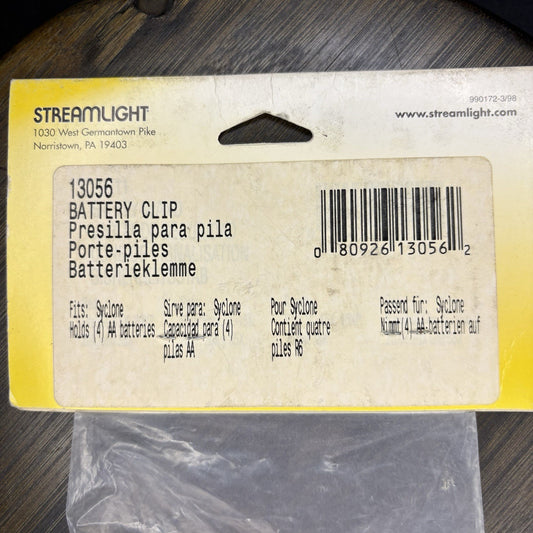 STREAMLIGHT
1030 West Germantown Pike
Norristown, PA 19403
990172-3/98
www.streamlight.com
13056
BATTERY CLIP
Presilla para pila
Porte-piles
Batterieklemme
0 80926 13056 2
Fits: Syclone
Holds (4) AA batteries
Sirve para: Syclone
Capacidad para (4)
pilas AA
Pour Syclone
Contient quatre
piles R6
Passend für: Syclone
Nimmt(4) AA-batterien auf